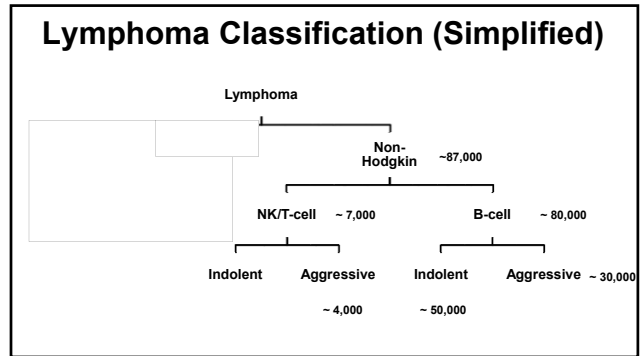 Lymphoma Classification (Simplified)
Lymphoma
Non-
Hodgkin
~87,000
NK/T-cell
~ 7,000
B-cell
~ 80,000
Indolent
Aggressive
Indolent
Aggressive
~ 30,000
~ 4,000
~ 50,000